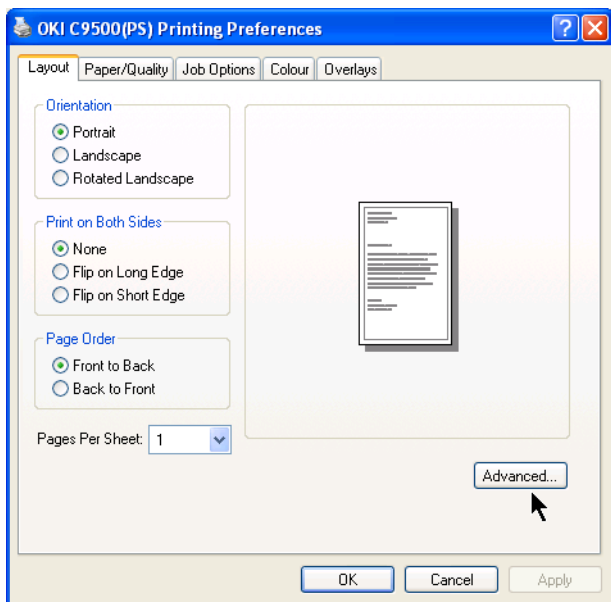 OKI C9500(PS) Printing Preferences
Layout Paper/Quality Job Options Colour Overlays
Orientation
Portrait
Landscape
Rotated Landscape
Print on Both Sides
None
Flip on Long Edge
Flip on Short Edge
Page Order
Front to Back
Back to Front
Pages Per Sheet: 1
Advanced...
OK Cancel Apply